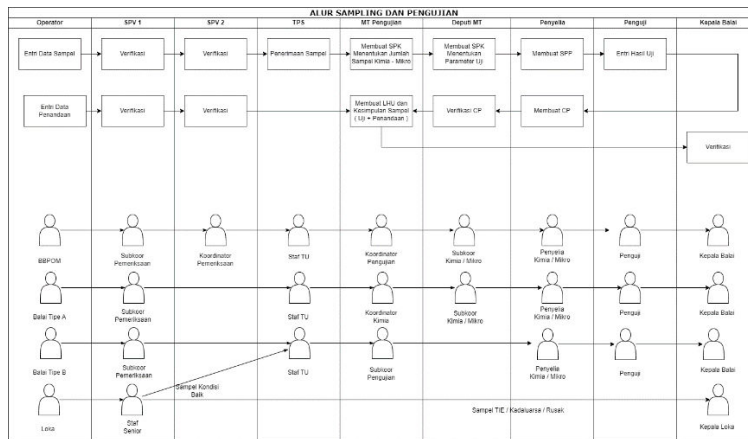 ALUR SAMPLING DAN PENGUJIAN
Operator
SPV 1
SPV 2
TPS
MT Pengujian
Deputi MT
Penyelia
Penguji
Kepala Balai
Entri Data Sampel
Verifikasi
Verifikasi
Penerimaan Sampel
Membuat SPK
Menentukan Jumlah
Sampel Kimia - Mikro
Membuat SPK
Menentukan
Parameter Uji
Membuat SPP
Entri Hasil Uji
Entri Data
Penandaan
Verifikasi
Verifikasi
Membuat LHU dan
Kesimpulan Sampel
( Uji + Penandaan )
Verifikasi CP
Membuat CP
Verifikasi
BBPOM
Subkoor
Pemeriksaan
Koordinator
Pemeriksaan
Staf TU
Koordinator
Pengujian
Subkoor
Kimia / Mikro
Penyelia
Kimia / Mikro
Penguji
Kepala Balai
Balai Tipe A
Subkoor
Pemeriksaan
Staf TU
Koordinator
Kimia
Subkoor
Kimia / Mikro
Penyelia
Kimia / Mikro
Penguji
Kepala Balai
Balai Tipe B
Subkoor
Pemeriksaan
Staf TU
Subkoor
Pengujian
Penyelia
Kimia / Mikro
Penguji
Kepala Balai
Sampel Kondisi
Baik
Loka
Staf
Senior
Sampel TIE / Kadaluarsa / Rusak
Kepala Loka